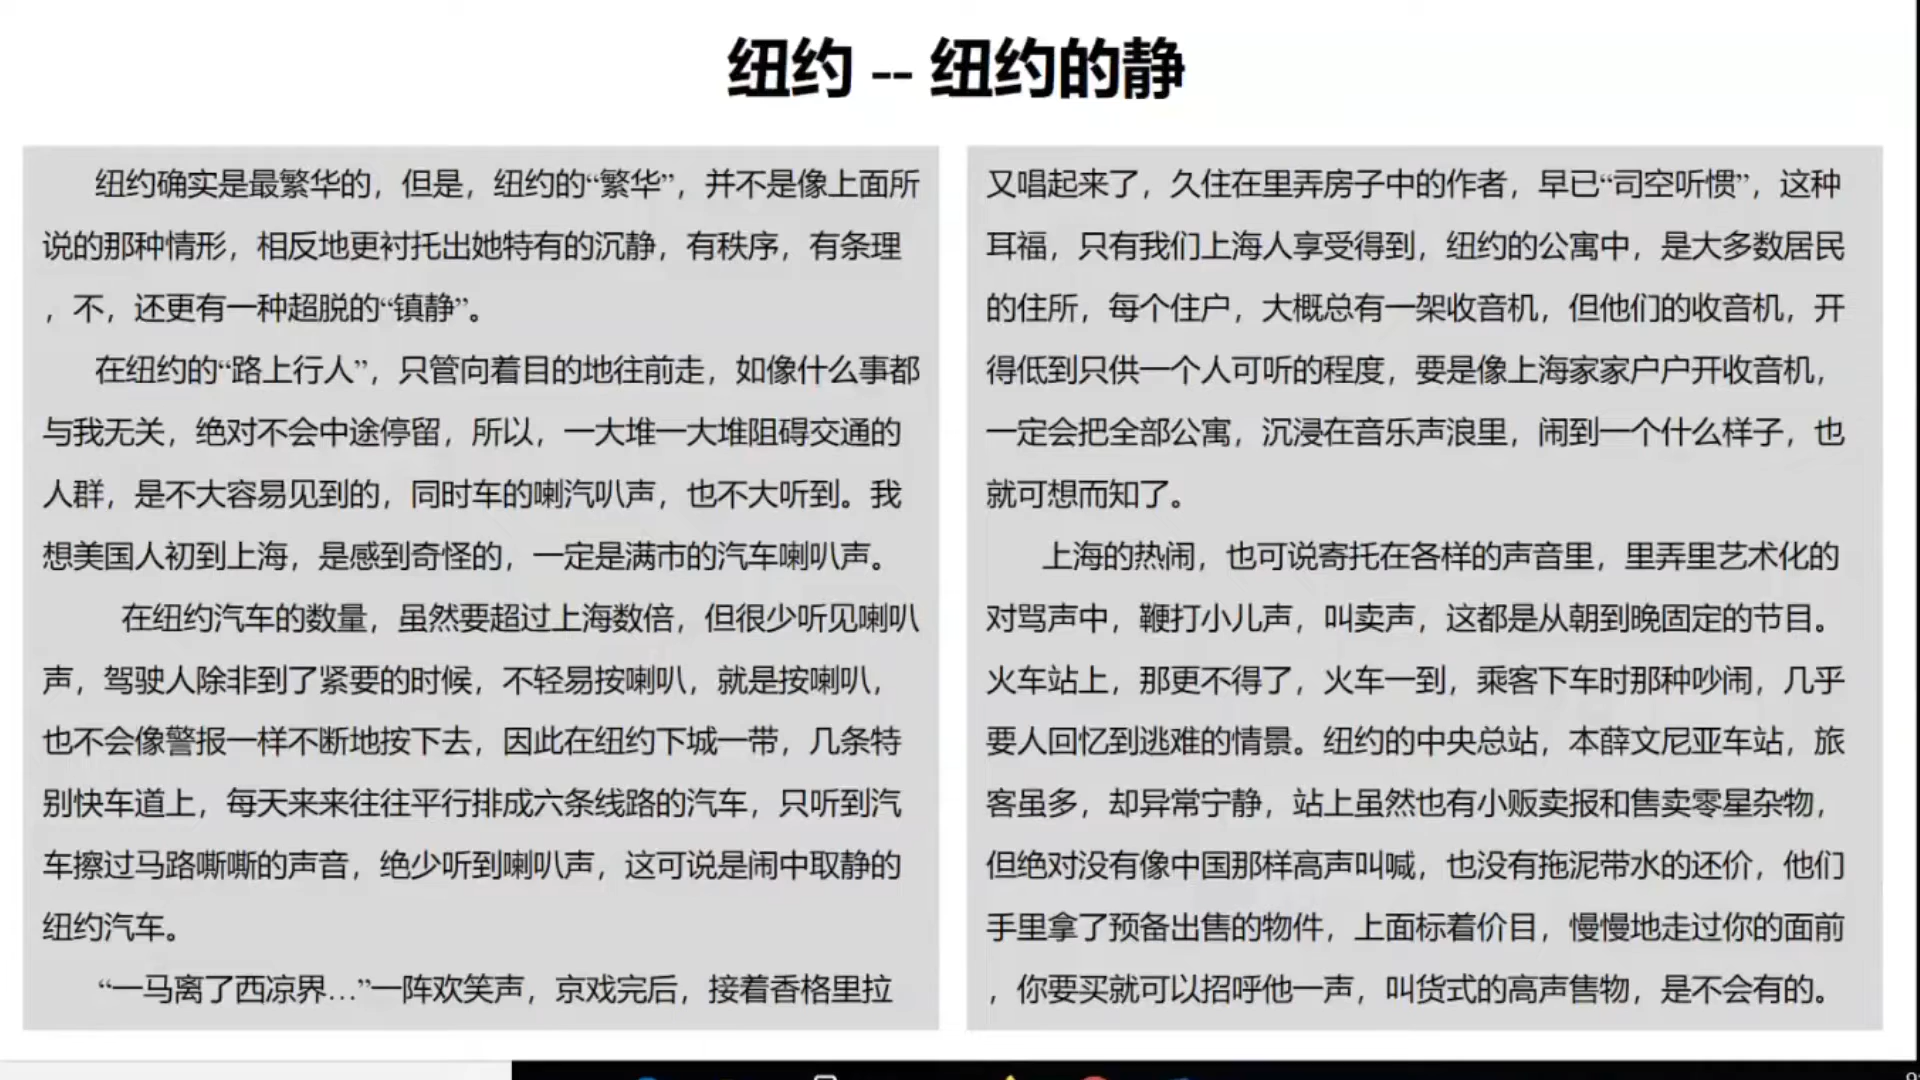 纽约 -- 纽约的静
纽约确实是最繁华的，但是，纽约的“繁华”，并不是像上面所
说的那种情形，相反地更衬托出她特有的沉静，有秩序，有条理
，不，还更有一种超脱的“镇静”。
在纽约的“路上行人”，只管向着目的地往前走，如像什么事都
与我无关，绝对不会中途停留，所以，一大堆一大堆阻碍交通的
人群，是不大容易见到的，同时车的喇汽叭声，也不大听到。我
想美国人初到上海，是感到奇怪的，一定是满市的汽车喇叭声。
在纽约汽车的数量，虽然要超过上海数倍，但很少听见喇叭
声，驾驶人除非到了紧要的时候，不轻易按喇叭，就是按喇叭，
也不会像警报一样不断地按下去，因此在纽约下城一带，几条特
别快车道上，每天来来往往平行排成六条线路的汽车，只听到汽
车擦过马路嘶嘶的声音，绝少听到喇叭声，这可说是闹中取静的
纽约汽车。
“一马离了西凉界…”一阵欢笑声，京戏完后，接着香格里拉
又唱起来了，久住在里弄房子中的作者，早已“司空听惯”，这种
耳福，只有我们上海人享受得到，纽约的公寓中，是大多数居民
的住所，每个住户，大概总有一架收音机，但他们的收音机，开
得低到只供一个人可听的程度，要是像上海家家户户开收音机，
一定会把全部公寓，沉浸在音乐声浪里，闹到一个什么样子，也
就可想而知了。
上海的热闹，也可说寄托在各样的声音里，里弄里艺术化的
对骂声中，鞭打小儿声，叫卖声，这都是从朝到晚固定的节目。
火车站上，那更不得了，火车一到，乘客下车时那种吵闹，几乎
要人回忆到逃难的情景。纽约的中央总站，本薛文尼亚车站，旅
客虽多，却异常宁静，站上虽然也有小贩卖报和售卖零星杂物，
但绝对没有像中国那样高声叫喊，也没有拖泥带水的还价，他们
手里拿了预备出售的物件，上面标着价目，慢慢地走过你的面前
，你要买就可以招呼他一声，叫货式的高声售物，是不会有的。